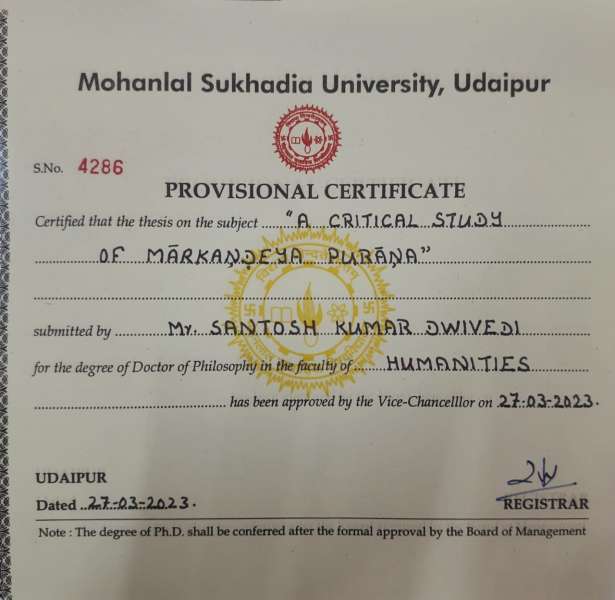 Mohanlal Sukhadia University, Udaipur
S.No. 4286
PROVISIONAL CERTIFICATE
Certified that the thesis on the subject "A CRITICAL STUDY
OF MĀRKAṆḌEYA PURĀṆA"
submitted by Mr. SANTOSH KUMAR DWIVEDI
for the degree of Doctor of Philosophy in the faculty of HUMANITIES
has been approved by the Vice-Chancelllor on 27-03-2023.
UDAIPUR
Dated 27-03-2023.
REGISTRAR
Note : The degree of Ph.D. shall be conferred after the formal approval by the Board of Management